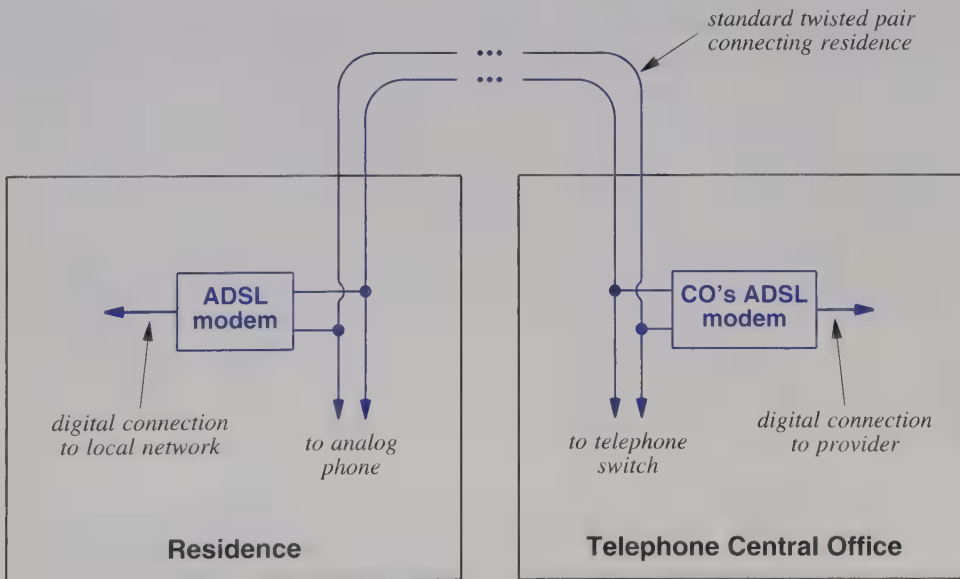 standard twisted pair
connecting residence
ADSL
modem
CO's ADSL
modem
digital connection
to local network
to analog
phone
to telephone
switch
digital connection
to provider
Residence
Telephone Central Office